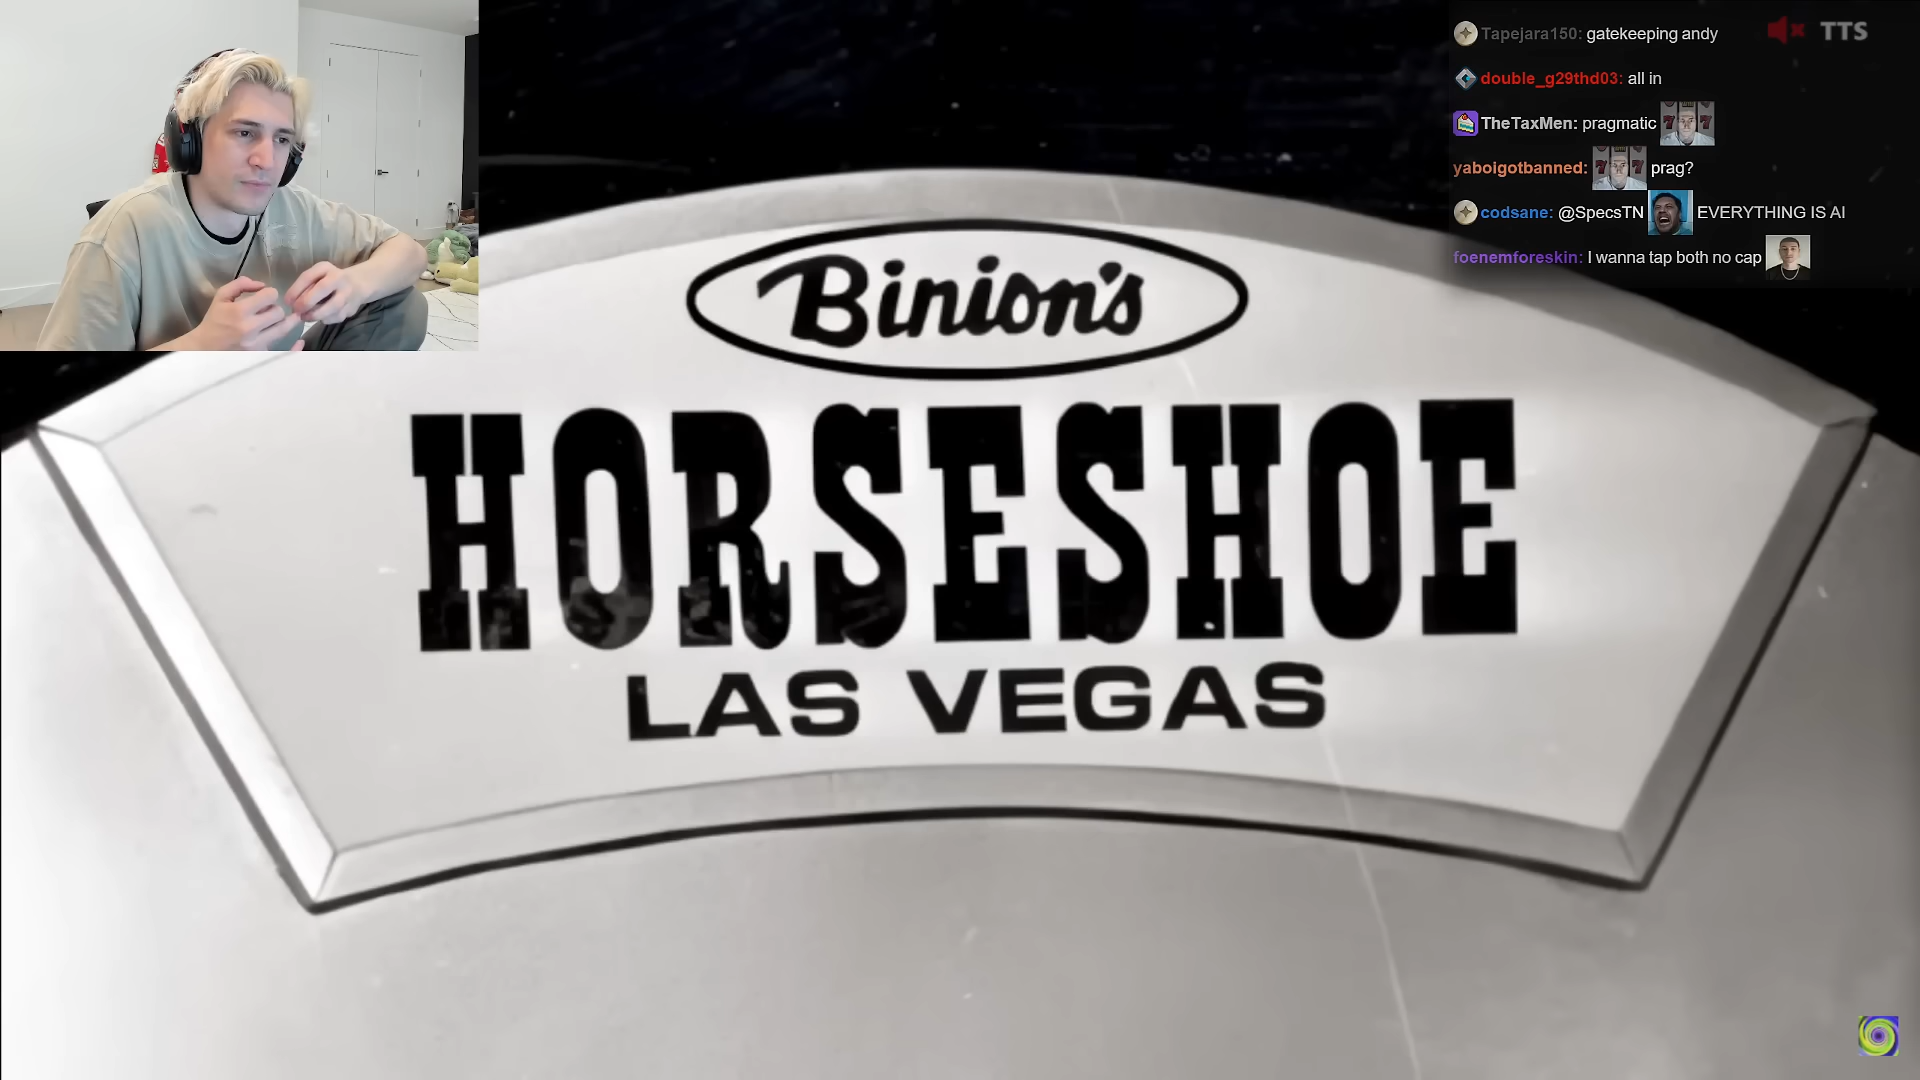 Binion's
HORSESHOE
LAS VEGAS
TTS
Tapejara150: gatekeeping andy
double_g29thd03: all in
TheTaxMen: pragmatic
yaboigotbanned: prag?
codsane: @SpecsTN EVERYTHING IS AI
foenemforeskin: I wanna tap both no cap